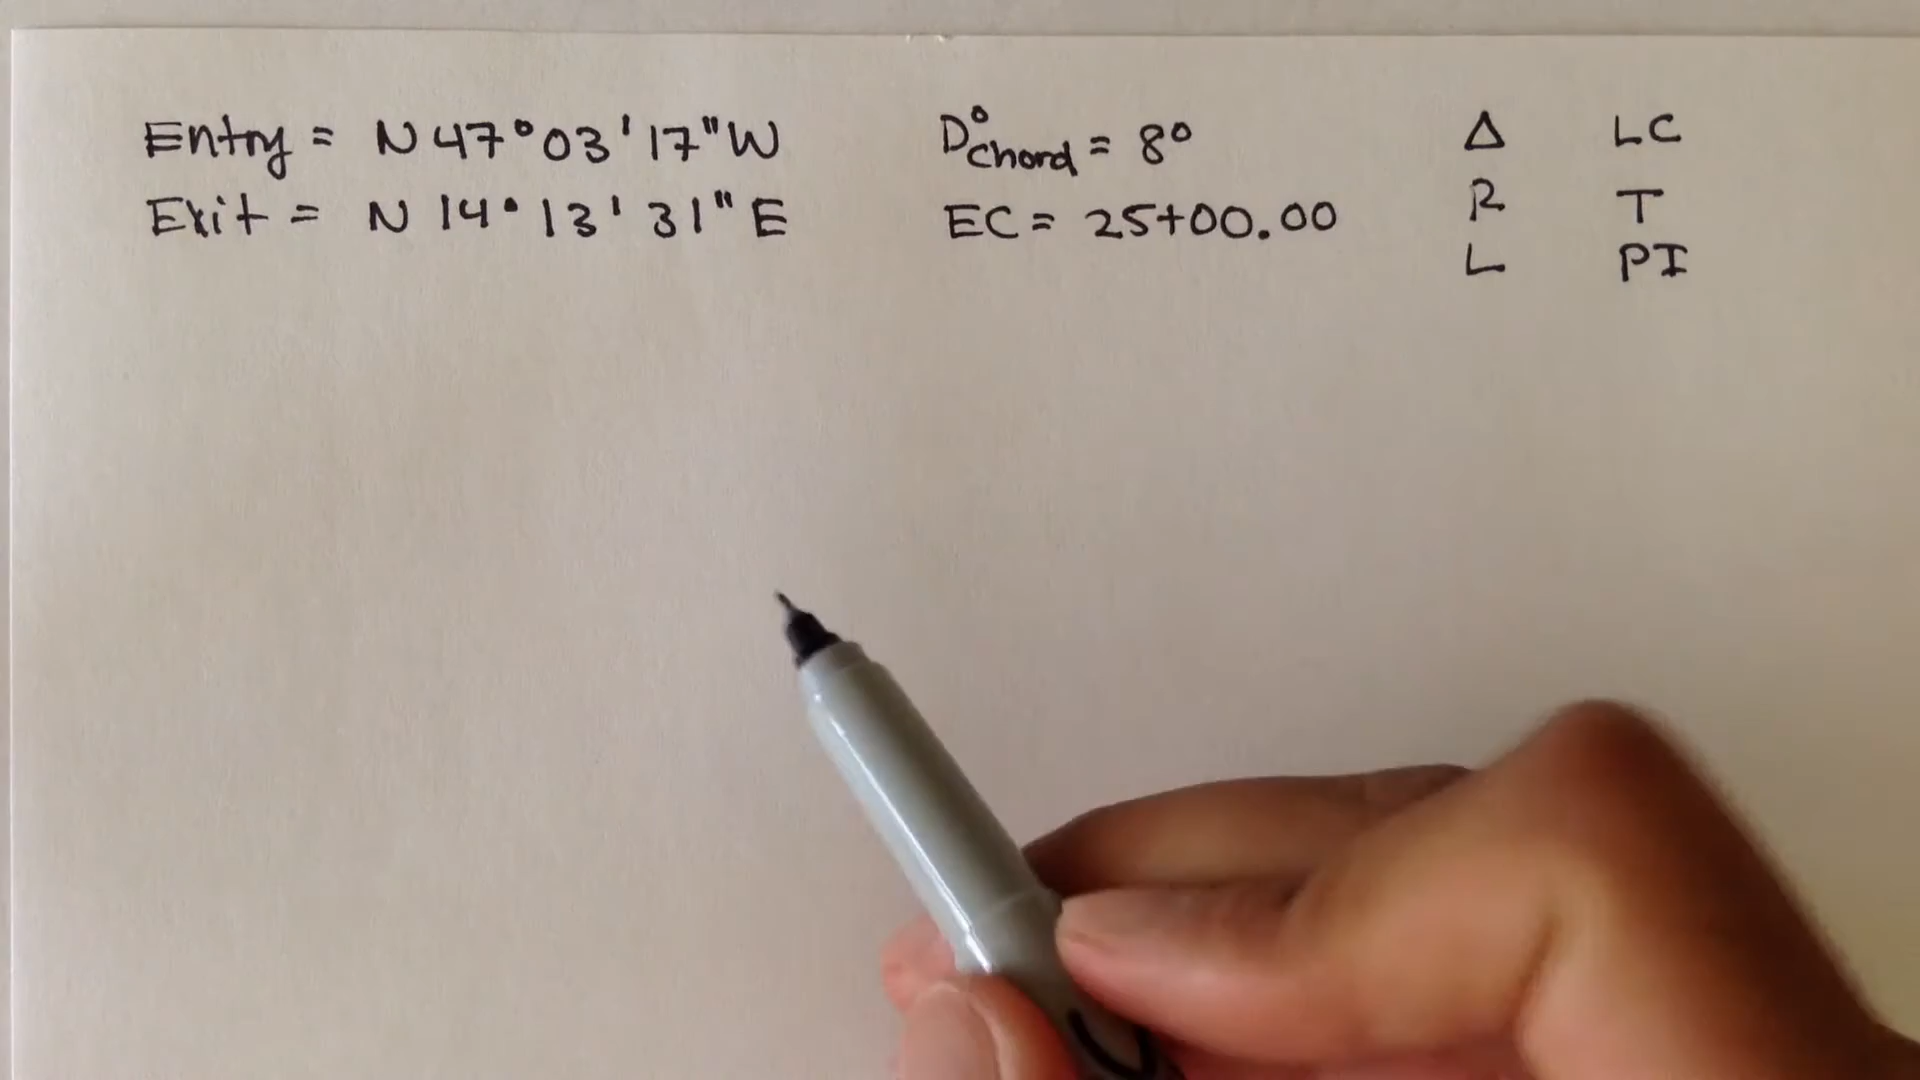 Entry = N 47°03'17"W
Exit = N 14°13'31"E
D°chord = 8°
EC = 25+00.00
Δ LC
R T
L PI